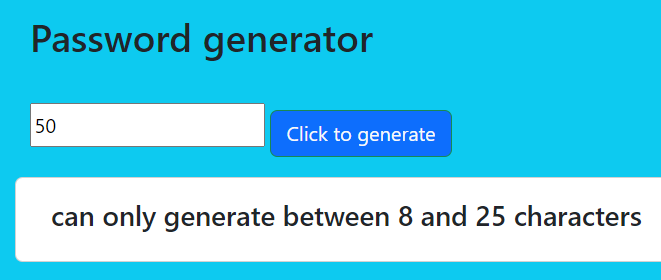 Password generator
50
Click to generate
can only generate between 8 and 25 characters